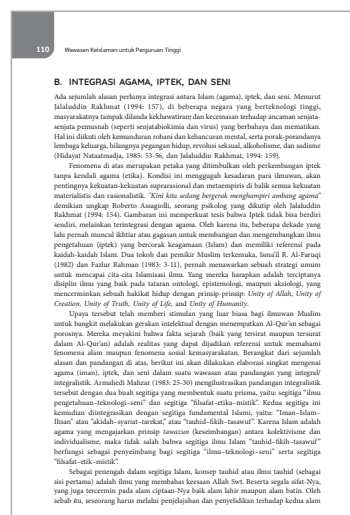 110 Wawasan Keislaman untuk Perguruan Tinggi
B. INTEGRASI AGAMA, IPTEK, DAN SENI
Ada sejumlah alasan perlunya integrasi antara Islam (agama), iptek, dan seni. Menurut
Jalaluddin Rakhmat (1994: 157), di beberapa negara yang berteknologi tinggi,
masyarakatnya tampak dilanda kekhawatiran; dan kecemasan terhadap ancaman senjata-
senjata pemusnah (seperti senjatabiokimia dan virus) yang berbahaya dan mematikan.
Hal ini diikuti oleh kemunduran rohani dan kehancuran mental, serta porak-porandanya
lembaga keluarga, hilangnya pegangan hidup, revolusi seksual, alkoholisme, dan sadisme
(Hidayat Nataatmadja, 1985: 53-56, dan Jalaluddin Rakhmat, 1994: 159).
Fenomena di atas merupakan petaka yang ditimbulkan oleh perkembangan iptek
tanpa kendali agama (etika). Kondisi ini menggugah kesadaran para ilmuwan, akan
pentingnya kekuatan-kekuatan suprarasional dan metaempiris di balik semua kekuatan
materialistis dan rasionalistik. "Kini kita sedang bergerak menghampiri ambang agama"
demikian ungkap Roberto Assagiolli, seorang psikolog yang dikutip oleh Jalaluddin
Rakhmat (1994: 154). Gambaran ini memperkuat tesis bahwa Iptek tidak bisa berdiri
sendiri, melainkan terintegrasi dengan agama. Oleh karena itu, beberapa dekade yang
lalu pernah muncul ikhtiar atau gagasan untuk membangun dan mengembangkan ilmu
pengetahuan (iptek) yang bercorak keagamaan (Islam) dan memiliki referensi pada
kaidah-kaidah Islam. Dua tokoh dan pemikir Muslim terkemuka, Isma'il R. Al-Faruqi
(1982) dan Fazlur Rahman (1983: 3-11), pernah menawarkan sebuah strategi umum
untuk mencapai cita-cita Islamisasi ilmu. Yang mereka harapkan adalah terciptanya
disiplin ilmu yang baik pada tataran ontologi, epistemologi, maupun aksiologi, yang
mencerminkan sebuah hakikat hidup dengan prinsip-prinsip: Unity of Allah, Unity of
Creation, Unity of Truth, Unity of Life, and Unity of Humanity.
Upaya tersebut telah memberi stimulan yang luar biasa bagi ilmuwan Muslim
untuk bangkit melakukan gerakan intelektual dengan menempatkan Al-Qur'an sebagai
porosnya. Mereka meyakini bahwa fakta sejarah (baik yang tersirat maupun tersurat
dalam Al-Qur'an) adalah realitas yang dapat dijadikan referensi untuk memahami
fenomena alam maupun fenomena sosial kemasyarakatan. Berangkat dari sejumlah
alasan dan pandangan di atas, berikut ini akan dilakukan elaborasi singkat mengenai
agama (iman), iptek, dan seni dalam suatu wawasan atau pandangan yang integral/
integralistik. Armahedi Mahzar (1983: 25-30) mengilustrasikan pandangan integralistik
tersebut dengan dua buah segitiga yang membentuk suatu prisma, yaitu: segitiga "ilmu
pengetahuan–teknologi–seni" dan segitiga "filsafat–etika–mistik". Kedua segitiga ini
kemudian diintegrasikan dengan segitiga fundamental Islami, yaitu: "Iman–Islam–
Ihsan" atau "akidah–syariat–tarekat," atau "tauhid–fikih–tasawuf". Karena Islam adalah
agama yang mengajarkan prinsip tawazun (keseimbangan) antara kolektivisme dan
individualisme, maka tidak salah bahwa segitiga ilmu Islam "tauhid–fikih–tasawuf"
berfungsi sebagai penyeimbang bagi segitiga "ilmu–teknologi–seni" serta segitiga
"filsafat–etik–mistik".
Sebagai penengah dalam segitiga Islam, konsep tauhid atau ilmu tauhid (sebagai
sisi pertama) adalah ilmu yang membahas keesaan Allah Swt. Beserta segala sifat-Nya,
yang juga tercermin pada alam ciptaan-Nya baik alam lahir maupun alam batin. Oleh
sebab itu, seseorang harus melalui penjelajahan dan penyelidikan terhadap kedua alam